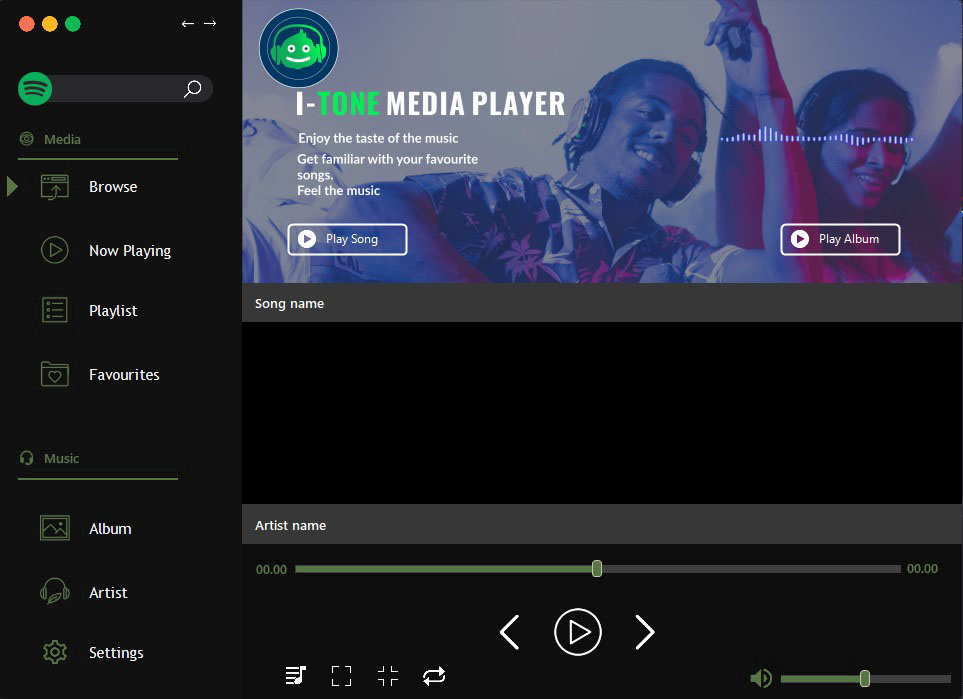 Media
Browse
Now Playing
Playlist
Favourites
Music
Album
Artist
Settings
I-TONE MEDIA PLAYER
Enjoy the taste of the music
Get familiar with your favourite
songs.
Feel the music
Play Song
Play Album
Song name
Artist name
00.00
00.00